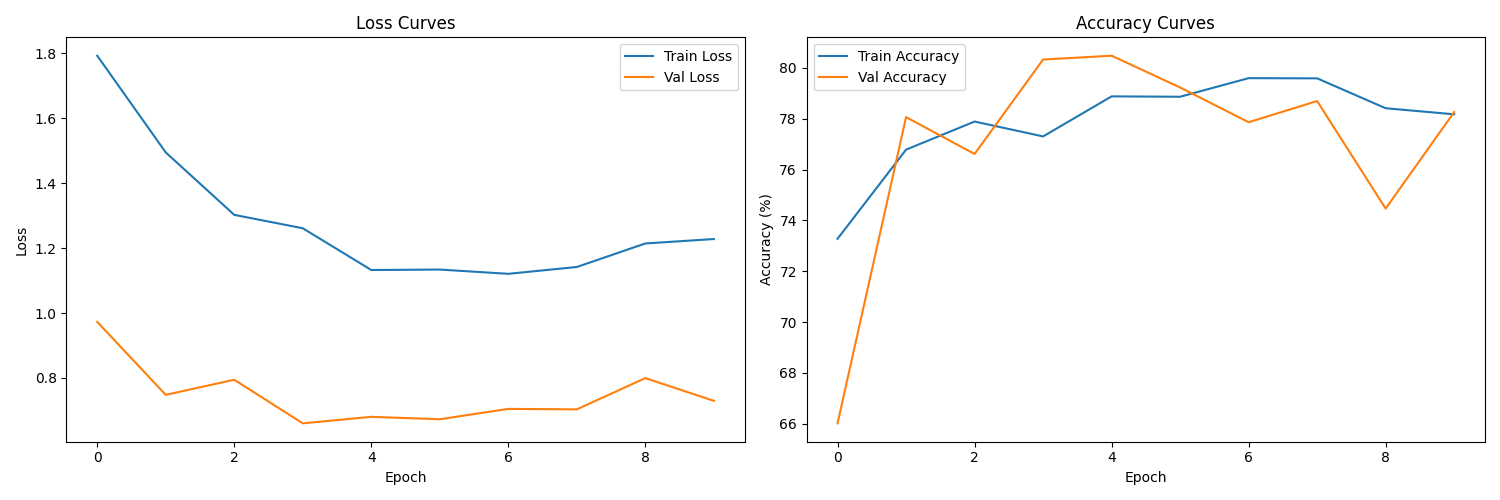 Loss Curves
Train Loss
Val Loss
1.8
1.6
1.4
1.2
1.0
0.8
Loss
0 2 4 6 8
Epoch
Accuracy Curves
Train Accuracy
Val Accuracy
80
78
76
74
72
70
68
66
Accuracy (%)
0 2 4 6 8
Epoch